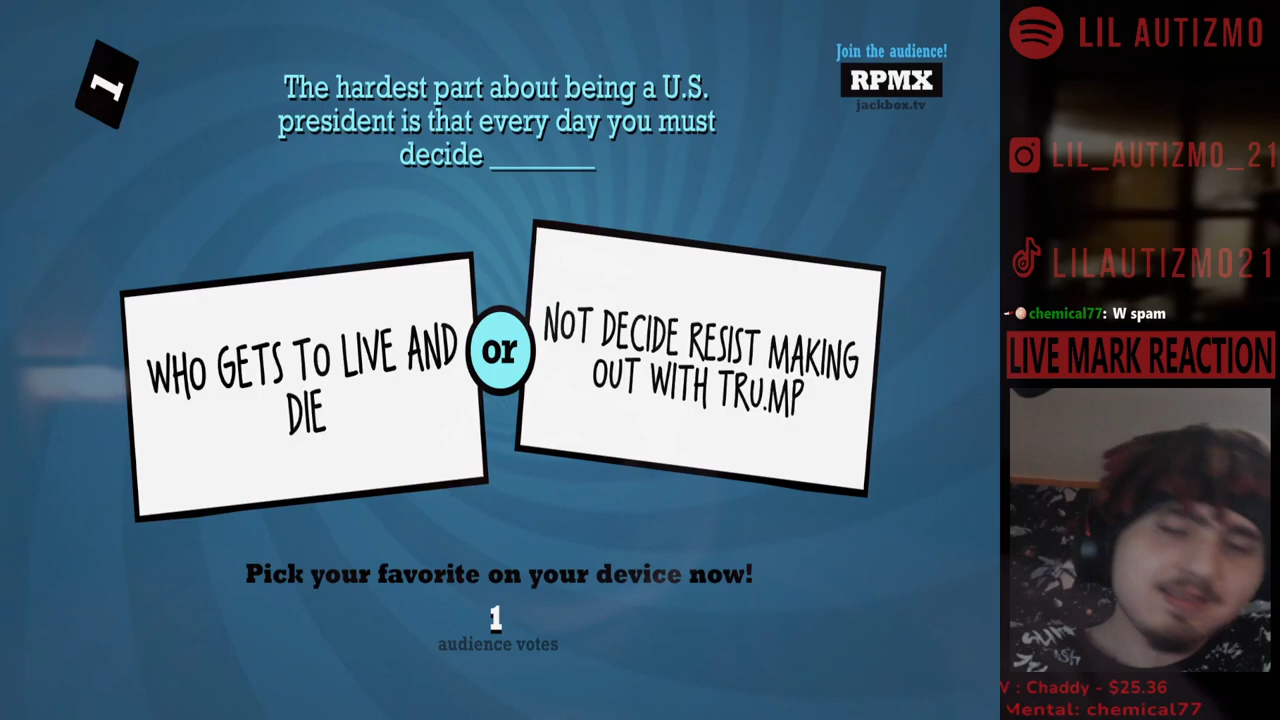 1
The hardest part about being a U.S.
president is that every day you must
decide ________
Join the audience!
RPMX
jackbox.tv
WHO GETS TO LIVE AND
DIE
or
NOT DECIDE RESIST MAKING
OUT WITH TRU.MP
Pick your favorite on your device now!
1
audience votes
LIL AUTIZMO
LIL_AUTIZMO_21
LILAUTIZMO21
chemical77: W spam
LIVE MARK REACTION
: Chaddy - $25.36
Mental: chemical77